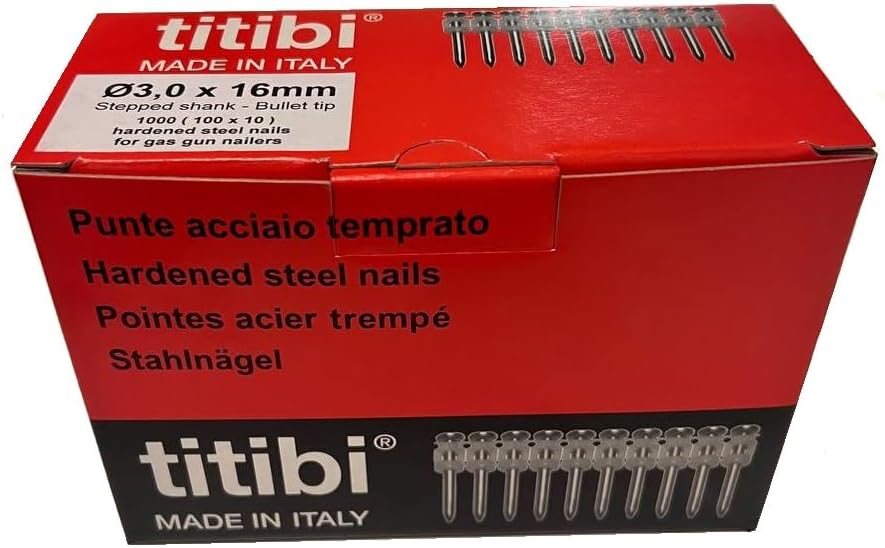 titibi®
MADE IN ITALY
Ø3,0 x 16mm
Stepped shank - Bullet tip
1000 ( 100 x 10 )
hardened steel nails
for gas gun nailers
Punte acciaio temprato
Hardened steel nails
Pointes acier trempé
Stahlnägel
titibi®
MADE IN ITALY